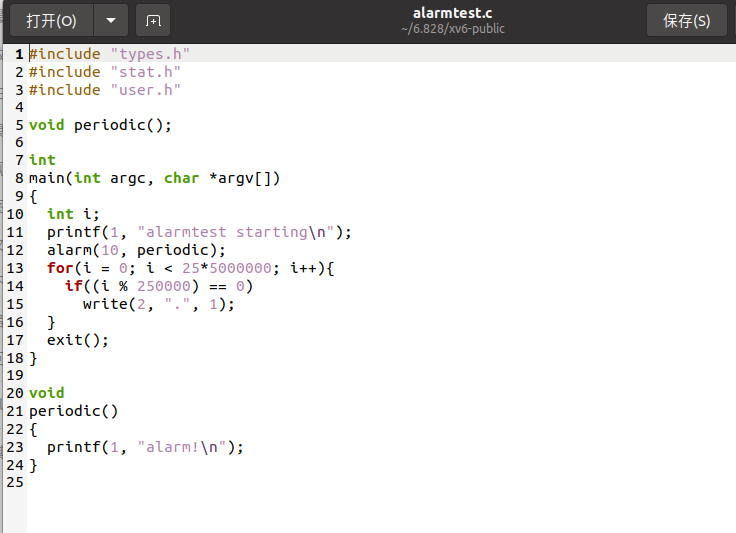 打开(O)
alarmtest.c
~/6.828/xv6-public
保存(S)
1 #include "types.h"
2 #include "stat.h"
3 #include "user.h"
4
5 void periodic();
6
7 int
8 main(int argc, char *argv[])
9 {
10   int i;
11   printf(1, "alarmtest starting\n");
12   alarm(10, periodic);
13   for(i = 0; i < 25*5000000; i++){
14     if((i % 250000) == 0)
15       write(2, ".", 1);
16   }
17   exit();
18 }
19
20 void
21 periodic()
22 {
23   printf(1, "alarm!\n");
24 }
25